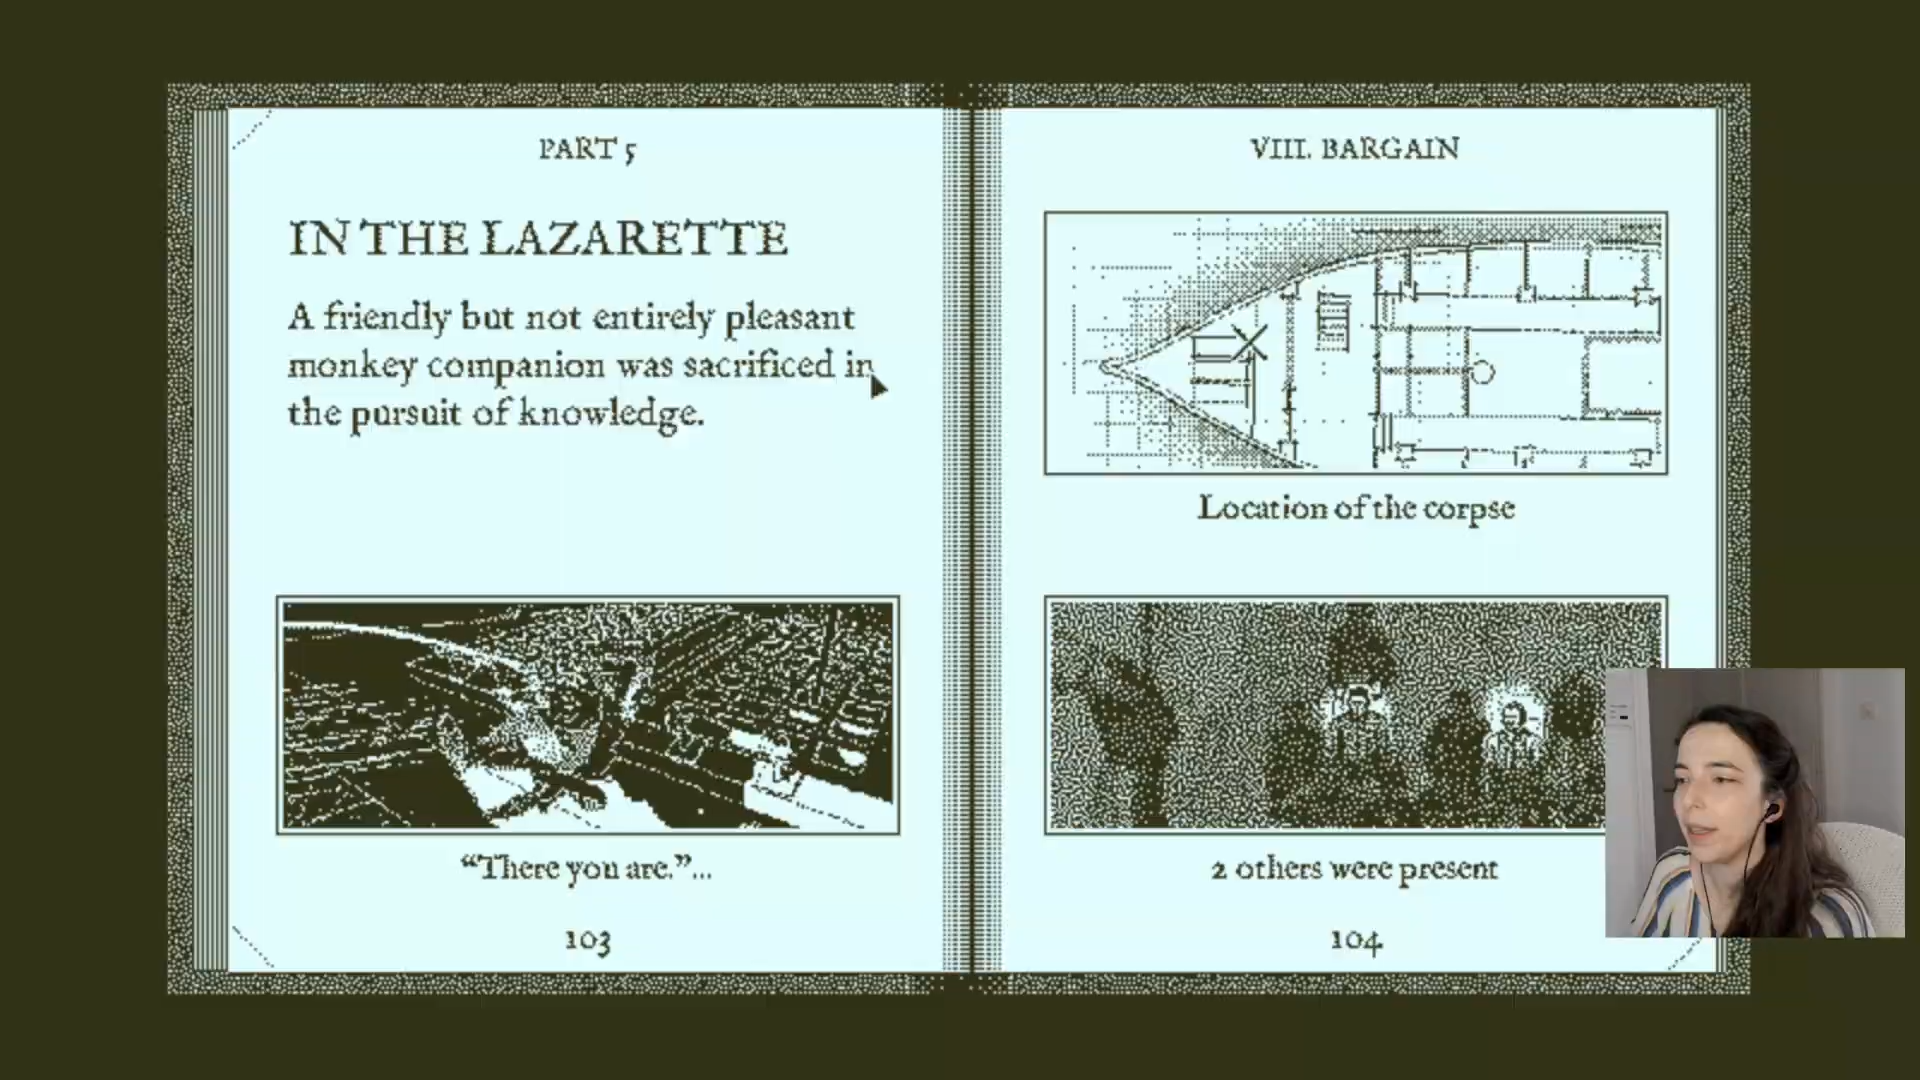 PART 5
IN THE LAZARETTE
A friendly but not entirely pleasant
monkey companion was sacrificed in
the pursuit of knowledge.
"There you are."...
103
VIII. BARGAIN
Location of the corpse
2 others were present
104